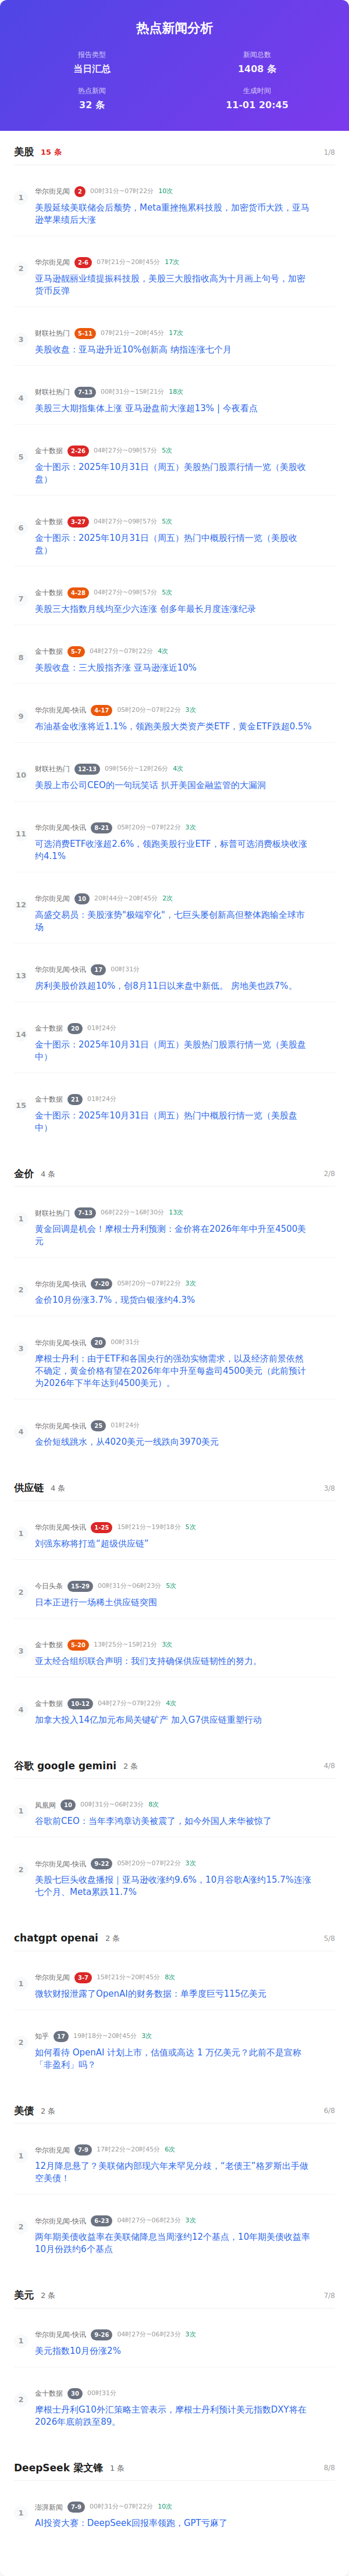 热点新闻分析
报告类型
当日汇总
新闻总数
1408 条
热点新闻
32 条
生成时间
11-01 20:45
美股 15 条 1/8
1 华尔街见闻 2 00时31分~07时22分 10次
美股延续美联储会后颓势，Meta重挫拖累科技股，加密货币大跌，亚马
逊苹果绩后大涨
2 华尔街见闻 2-6 07时21分~20时45分 17次
亚马逊靓丽业绩提振科技股，美股三大股指收高为十月画上句号，加密
货币反弹
3 财联社热门 5-11 07时21分~20时45分 17次
美股收盘：亚马逊升近10%创新高 纳指连涨七个月
4 财联社热门 7-13 00时31分~15时21分 18次
美股三大期指集体上涨 亚马逊盘前大涨超13% | 今夜看点
5 金十数据 2-26 04时27分~09时57分 5次
金十图示：2025年10月31日（周五）美股热门股票行情一览（美股收
盘）
6 金十数据 3-27 04时27分~09时57分 5次
金十图示：2025年10月31日（周五）热门中概股行情一览（美股收
盘）
7 金十数据 4-28 04时27分~09时57分 5次
美股三大指数月线均至少六连涨 创多年最长月度连涨纪录
8 金十数据 5-7 04时27分~07时22分 4次
美股收盘：三大股指齐涨 亚马逊涨近10%
9 华尔街见闻-快讯 4-17 05时20分~07时22分 3次
布油基金收涨将近1.1%，领跑美股大类资产类ETF，黄金ETF跌超0.5%
10 财联社热门 12-13 09时56分~12时26分 4次
美股上市公司CEO的一句玩笑话 扒开美国金融监管的大漏洞
11 华尔街见闻-快讯 8-21 05时20分~07时22分 3次
可选消费ETF收涨超2.6%，领跑美股行业ETF，标普可选消费板块收涨
约4.1%
12 华尔街见闻 10 20时44分~20时45分 2次
高盛交易员：美股涨势"极端窄化"，七巨头屡创新高但整体跑输全球市
场
13 华尔街见闻-快讯 17 00时31分
房利美股价跌超10%，创8月11日以来盘中新低。 房地美也跌7%。
14 金十数据 20 01时24分
金十图示：2025年10月31日（周五）美股热门股票行情一览（美股盘
中）
15 金十数据 21 01时24分
金十图示：2025年10月31日（周五）热门中概股行情一览（美股盘
中）
金价 4 条 2/8
1 财联社热门 7-13 06时22分~16时30分 13次
黄金回调是机会！摩根士丹利预测：金价将在2026年年中升至4500美
元
2 华尔街见闻-快讯 7-20 05时20分~07时22分 3次
金价10月份涨3.7%，现货白银涨约4.3%
3 华尔街见闻-快讯 20 00时31分
摩根士丹利：由于ETF和各国央行的强劲实物需求，以及经济前景依然
不确定，黄金价格有望在2026年年中升至每盎司4500美元（此前预计
为2026年下半年达到4500美元）。
4 华尔街见闻-快讯 25 01时24分
金价短线跳水，从4020美元一线跌向3970美元
供应链 4 条 3/8
1 华尔街见闻-快讯 1-25 15时21分~19时18分 5次
刘强东称将打造“超级供应链”
2 今日头条 15-29 00时31分~06时23分 5次
日本正进行一场稀土供应链突围
3 金十数据 5-20 13时25分~15时21分 3次
亚太经合组织联合声明：我们支持确保供应链韧性的努力。
4 金十数据 10-12 04时27分~07时22分 4次
加拿大投入14亿加元布局关键矿产 加入G7供应链重塑行动
谷歌 google gemini 2 条 4/8
1 凤凰网 10 00时31分~06时23分 8次
谷歌前CEO：当年李鸿章访美被震了，如今外国人来华被惊了
2 华尔街见闻-快讯 9-22 05时20分~07时22分 3次
美股七巨头收盘播报 | 亚马逊收涨约9.6%，10月谷歌A涨约15.7%连涨
七个月、Meta累跌11.7%
chatgpt openai 2 条 5/8
1 华尔街见闻 3-7 15时21分~20时45分 8次
微软财报泄露了OpenAI的财务数据：单季度巨亏115亿美元
2 知乎 17 19时18分~20时45分 3次
如何看待 OpenAI 计划上市，估值或高达 1 万亿美元？此前不是宣称
「非盈利」吗？
美债 2 条 6/8
1 华尔街见闻 7-9 17时22分~20时45分 6次
12月降息悬了？美联储内部现六年来罕见分歧，“老债王”格罗斯出手做
空美债！
2 华尔街见闻-快讯 6-23 04时27分~06时23分 3次
两年期美债收益率在美联储降息当周涨约12个基点，10年期美债收益率
10月份跌约6个基点
美元 2 条 7/8
1 华尔街见闻-快讯 9-26 04时27分~06时23分 3次
美元指数10月份涨2%
2 金十数据 30 00时31分
摩根士丹利G10外汇策略主管表示，摩根士丹利预计美元指数DXY将在
2026年底前跌至89。
DeepSeek 梁文锋 1 条 8/8
1 澎湃新闻 7-9 00时31分~07时22分 10次
AI投资大赛：DeepSeek回报率领跑，GPT亏麻了